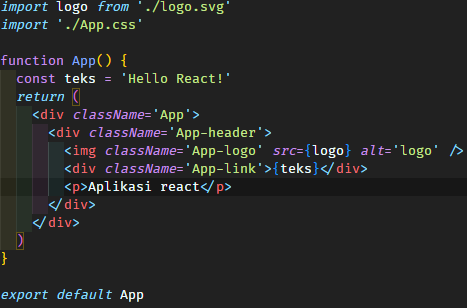 import logo from './logo.svg'
import './App.css'

function App() {
  const teks = 'Hello React!'
  return (
    <div className='App'>
      <div className='App-header'>
        <img className='App-logo' src={logo} alt='logo' />
        <div className='App-link'>{teks}</div>
        <p>Aplikasi react</p>
      </div>
    </div>
  )
}

export default App